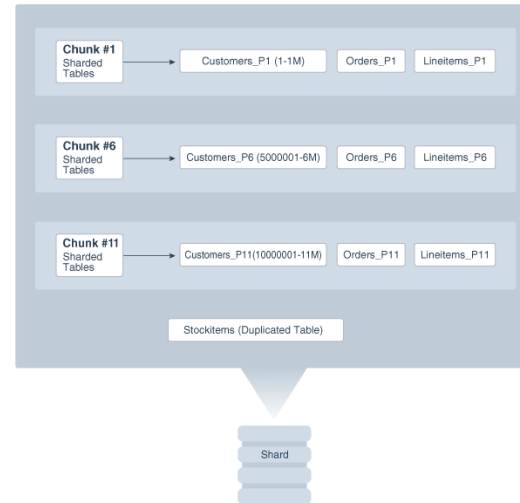 Chunk #1
Sharded
Tables
Customers_P1 (1-1M)
Orders_P1
Lineitems_P1
Chunk #6
Sharded
Tables
Customers_P6 (5000001-6M)
Orders_P6
Lineitems_P6
Chunk #11
Sharded
Tables
Customers_P11(10000001-11M)
Orders_P11
Lineitems_P11
Stockitems (Duplicated Table)
Shard